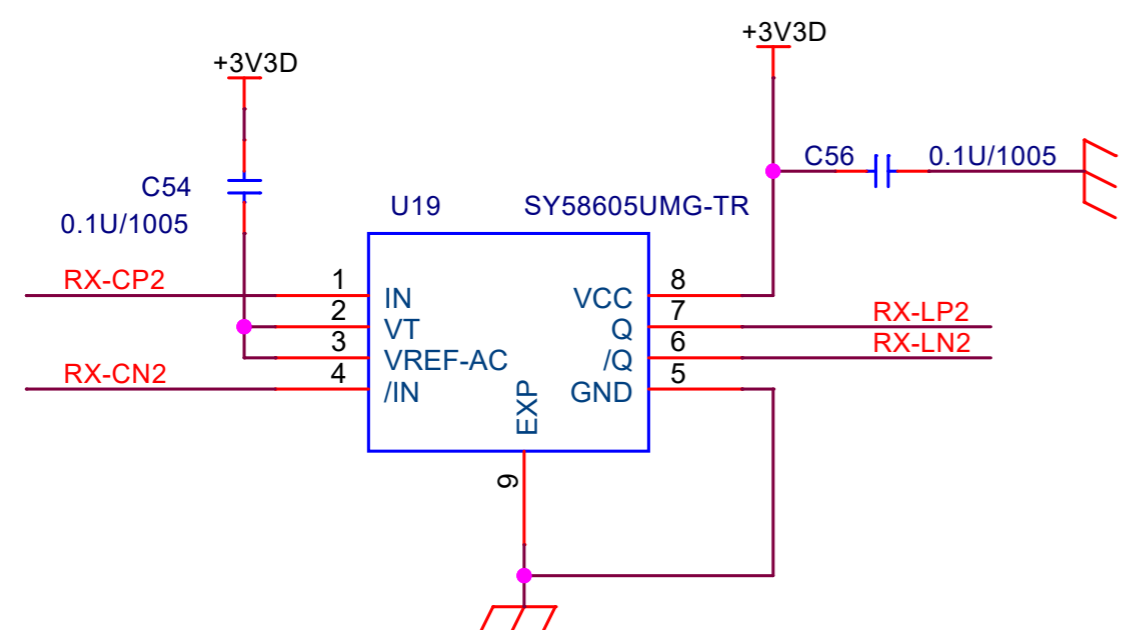 +3V3D
+3V3D
C56
0.1U/1005
C54
0.1U/1005
U19
SY58605UMG-TR
RX-CP2
1
IN
2
VT
3
VREF-AC
RX-CN2
4
/IN
EXP
9
VCC
8
Q
7
RX-LP2
/Q
6
RX-LN2
GND
5